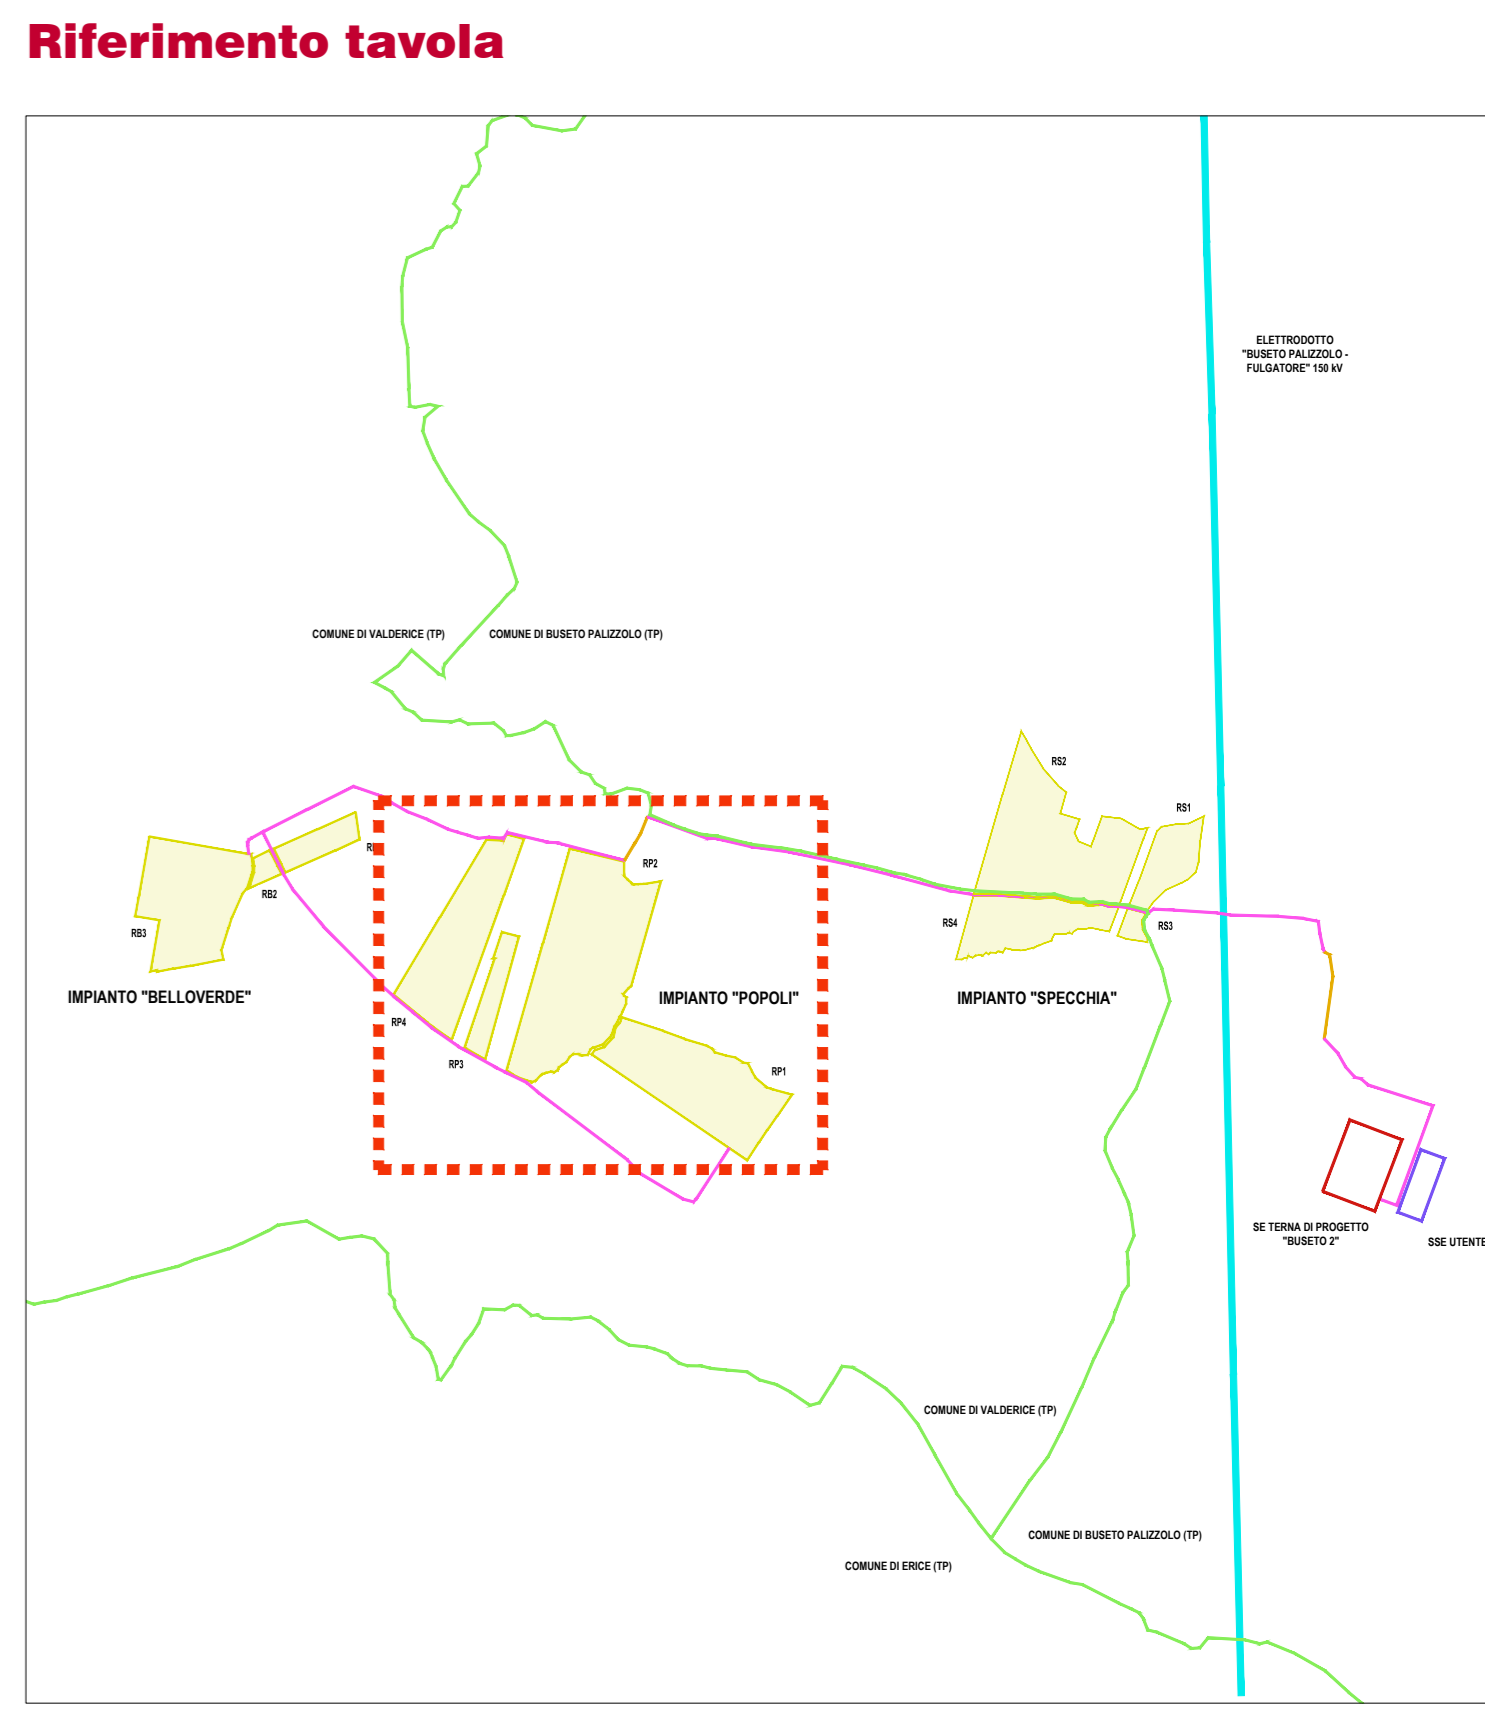 Riferimento tavola
ELETTRODOTTO
"BUSETO PALIZZOLO -
FULGATORE" 150 kV
COMUNE DI VALDERICE (TP)
COMUNE DI BUSETO PALIZZOLO (TP)
RS2
RS1
RP2
RB2
RB3
RS4
RS3
IMPIANTO "BELLOVERDE"
IMPIANTO "POPOLI"
IMPIANTO "SPECCHIA"
RP4
RP3
RP1
SE TERNA DI PROGETTO
"BUSETO 2"
SSE UTENTE
COMUNE DI VALDERICE (TP)
COMUNE DI BUSETO PALIZZOLO (TP)
COMUNE DI ERICE (TP)